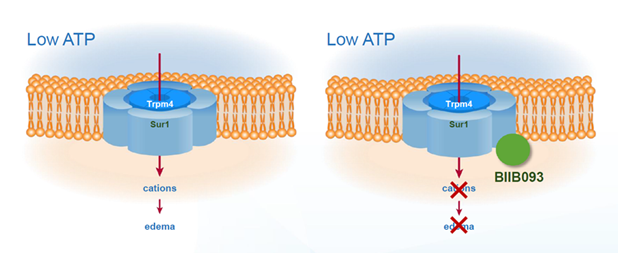 Low ATP
Trpm4
Sur1
cations
edema
Low ATP
Trpm4
Sur1
BIIB093
cations
edema